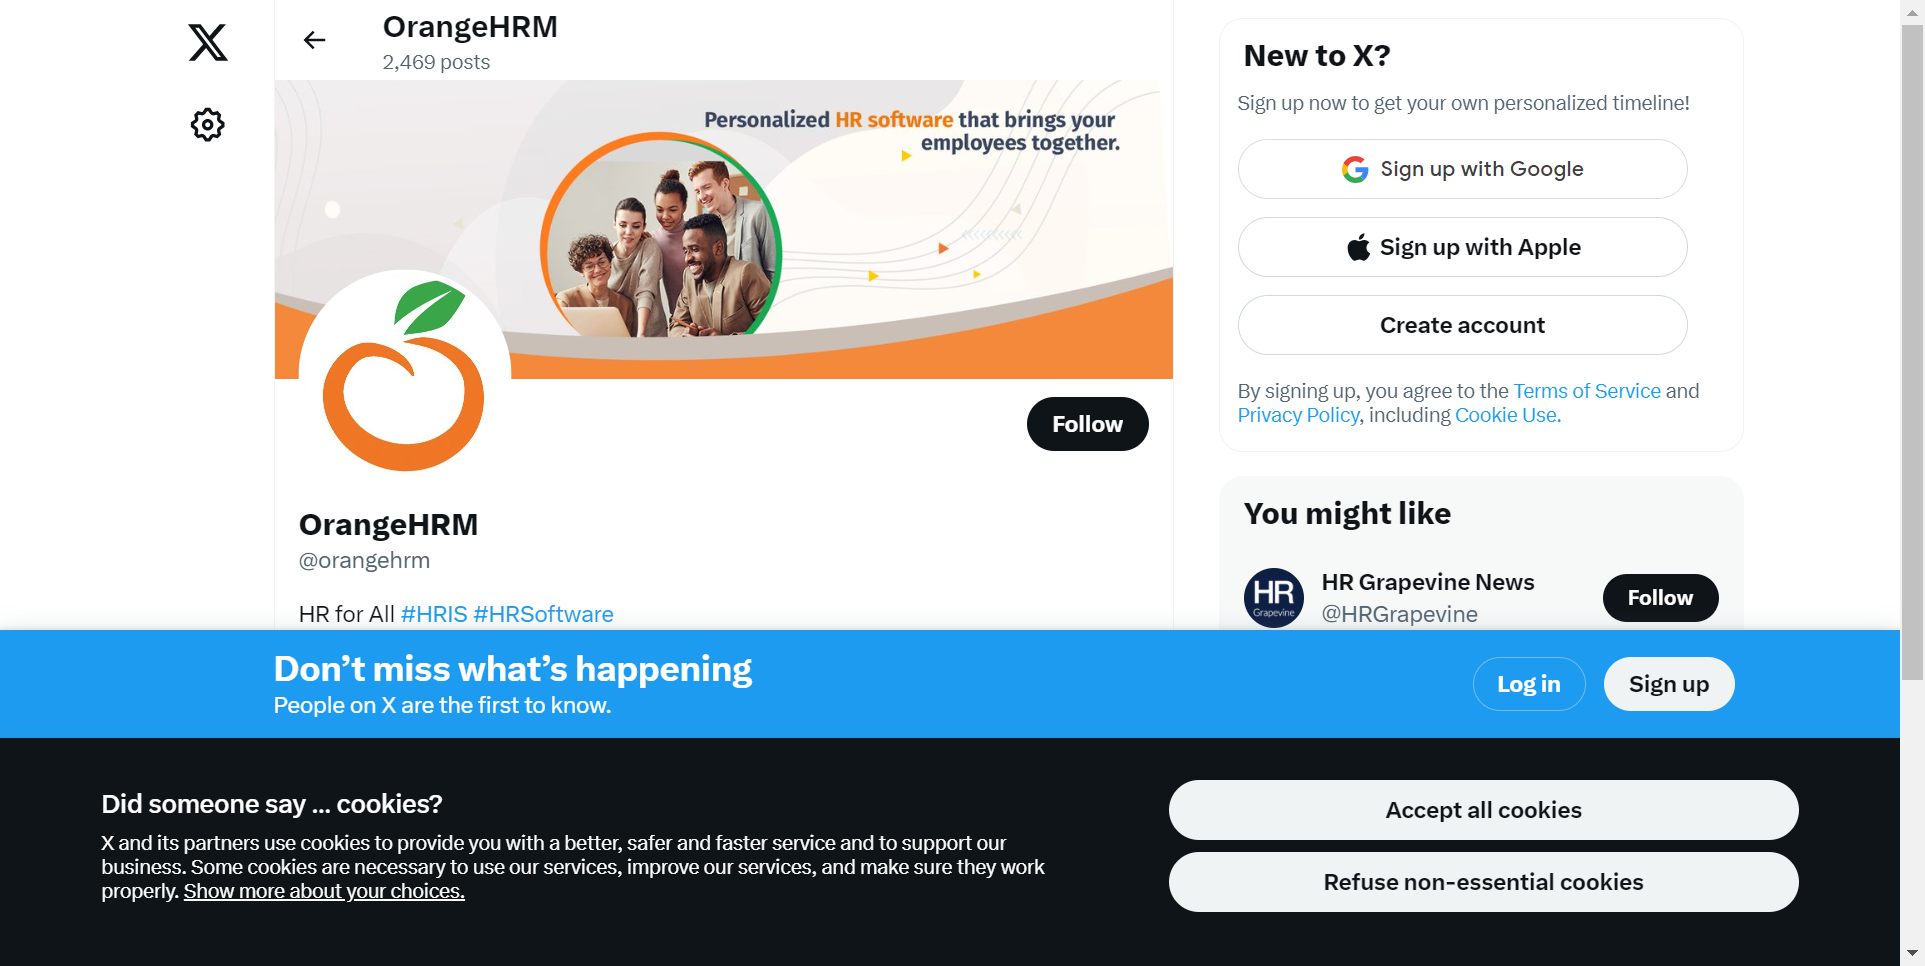 OrangeHRM
2,469 posts
Personalized HR software that brings your
employees together.
Follow
OrangeHRM
@orangehrm
HR for All #HRIS #HRSoftware
New to X?
Sign up now to get your own personalized timeline!
Sign up with Google
Sign up with Apple
Create account
By signing up, you agree to the Terms of Service and
Privacy Policy, including Cookie Use.
You might like
HR
Grapevine
HR Grapevine News
@HRGrapevine
Follow
Don’t miss what’s happening
People on X are the first to know.
Log in
Sign up
Did someone say … cookies?
X and its partners use cookies to provide you with a better, safer and faster service and to support our
business. Some cookies are necessary to use our services, improve our services, and make sure they work
properly. Show more about your choices.
Accept all cookies
Refuse non-essential cookies